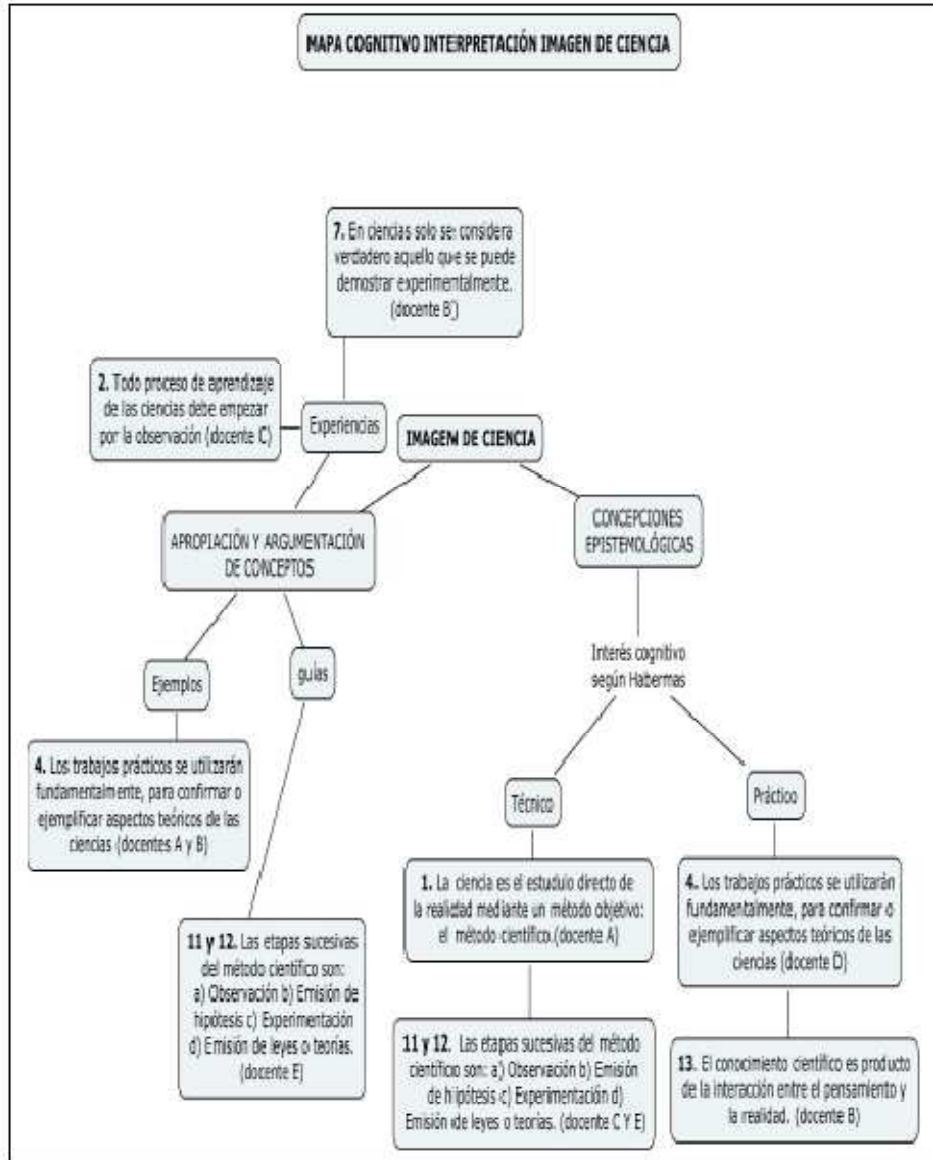 MAPA COGNITIVO INTERPRETACIÓN IMAGEN DE CIENCIA
7. En ciencias solo se considera
verdadero aquello que se puede
demostrar experimentalmente.
(docente B)
2. Todo proceso de aprendizaje
de las ciencias debe empezar
por la observación (docente C)
Experiencias
IMAGEN DE CIENCIA
APROPIACIÓN Y ARGUMENTACIÓN
DE CONCEPTOS
CONCEPCIONES
EPISTEMOLÓGICAS
Ejemplos
guías
Interés cognitivo
según Habermas
4. Los trabajos prácticos se utilizarán
fundamentalmente, para confirmar o
ejemplificar aspectos teóricos de las
ciencias (docentes A y B)
Técnico
Práctico
11 y 12. Las etapas sucesivas
del método científico son:
a) Observación b) Emisión de
hipótesis c) Experimentación
d) Emisión de leyes o teorías.
(docente E)
1. La ciencia es el estudio directo de
la realidad mediante un método objetivo:
el método científico.(docente A)
4. Los trabajos prácticos se utilizarán
fundamentalmente, para confirmar o
ejemplificar aspectos teóricos de las
ciencias (docente D)
11 y 12. Las etapas sucesivas del método
científico son: a) Observación b) Emisión
de hipótesis c) Experimentación d)
Emisión de leyes o teorías. (docente C Y E)
13. El conocimiento científico es producto
de la interacción entre el pensamiento y
la realidad. (docente B)